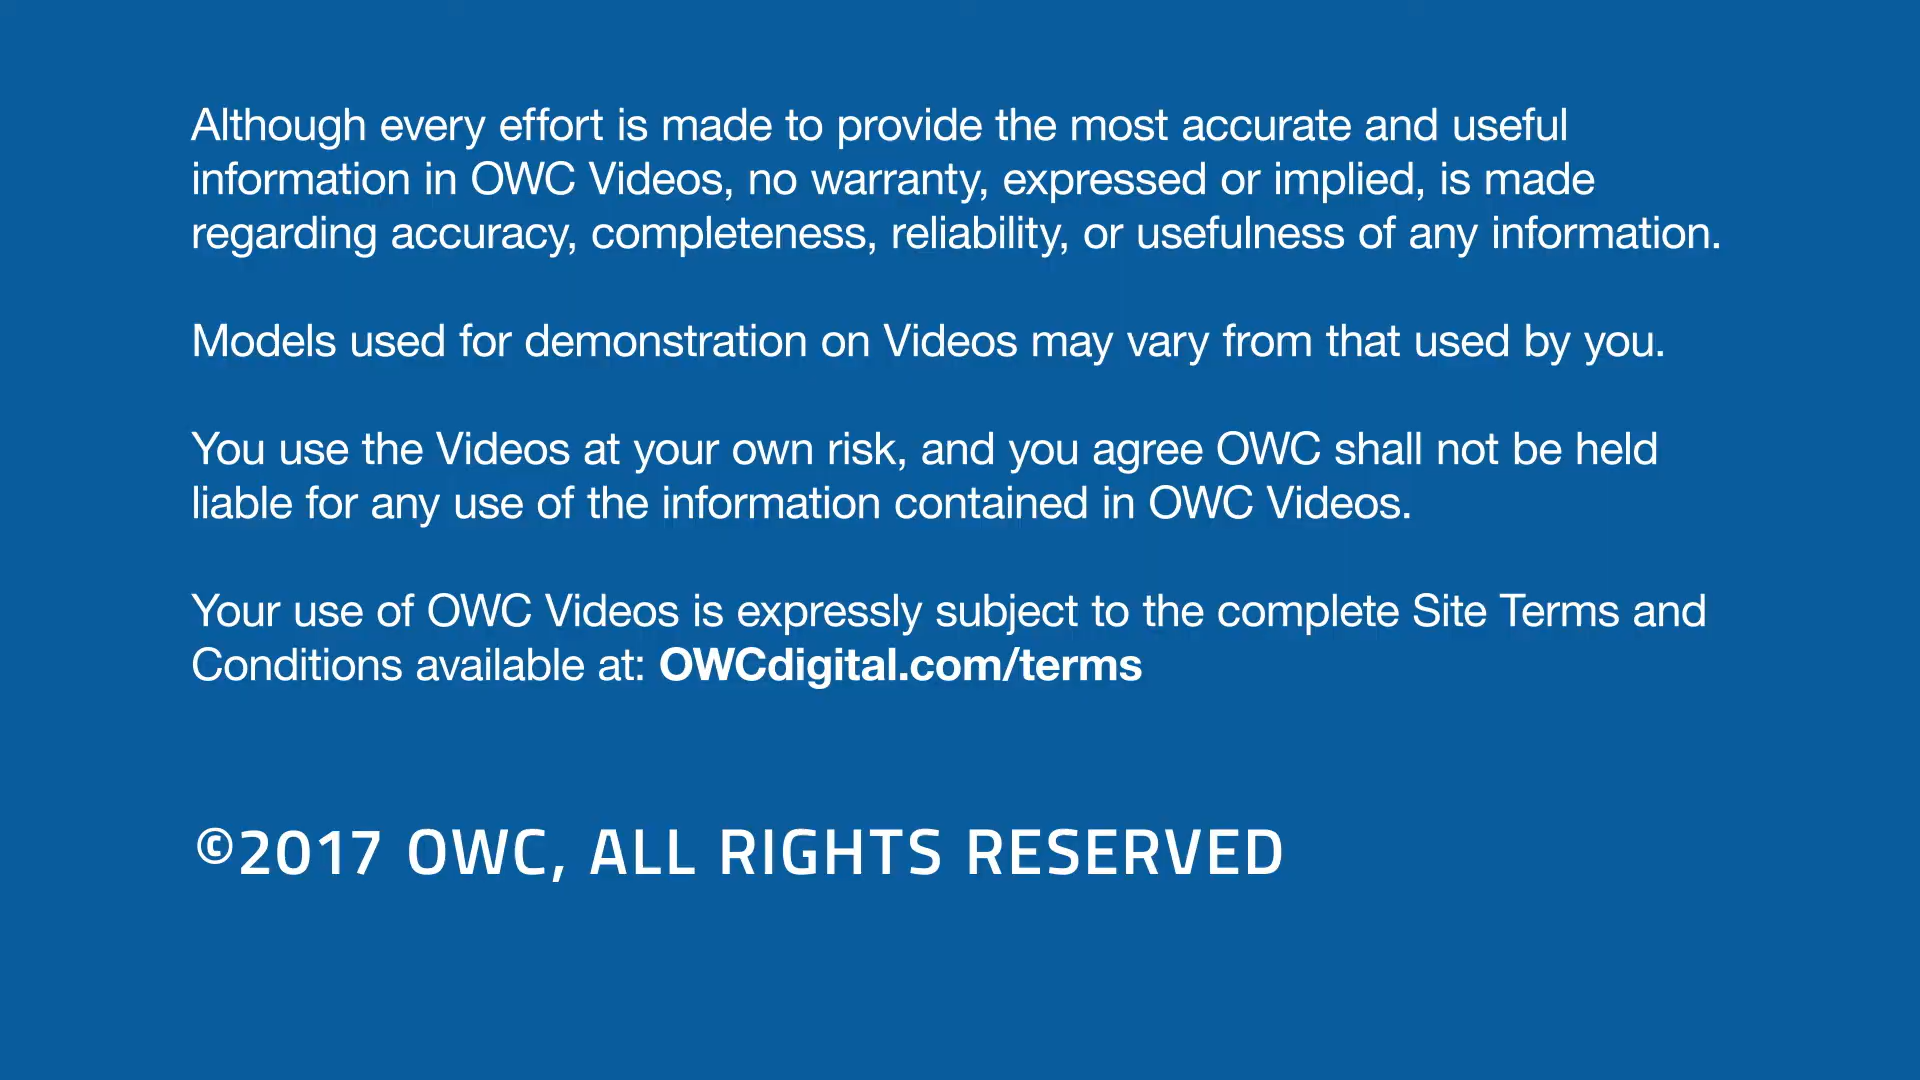 Although every effort is made to provide the most accurate and useful
information in OWC Videos, no warranty, expressed or implied, is made
regarding accuracy, completeness, reliability, or usefulness of any information.
Models used for demonstration on Videos may vary from that used by you.
You use the Videos at your own risk, and you agree OWC shall not be held
liable for any use of the information contained in OWC Videos.
Your use of OWC Videos is expressly subject to the complete Site Terms and
Conditions available at: OWCdigital.com/terms
©2017 OWC, ALL RIGHTS RESERVED